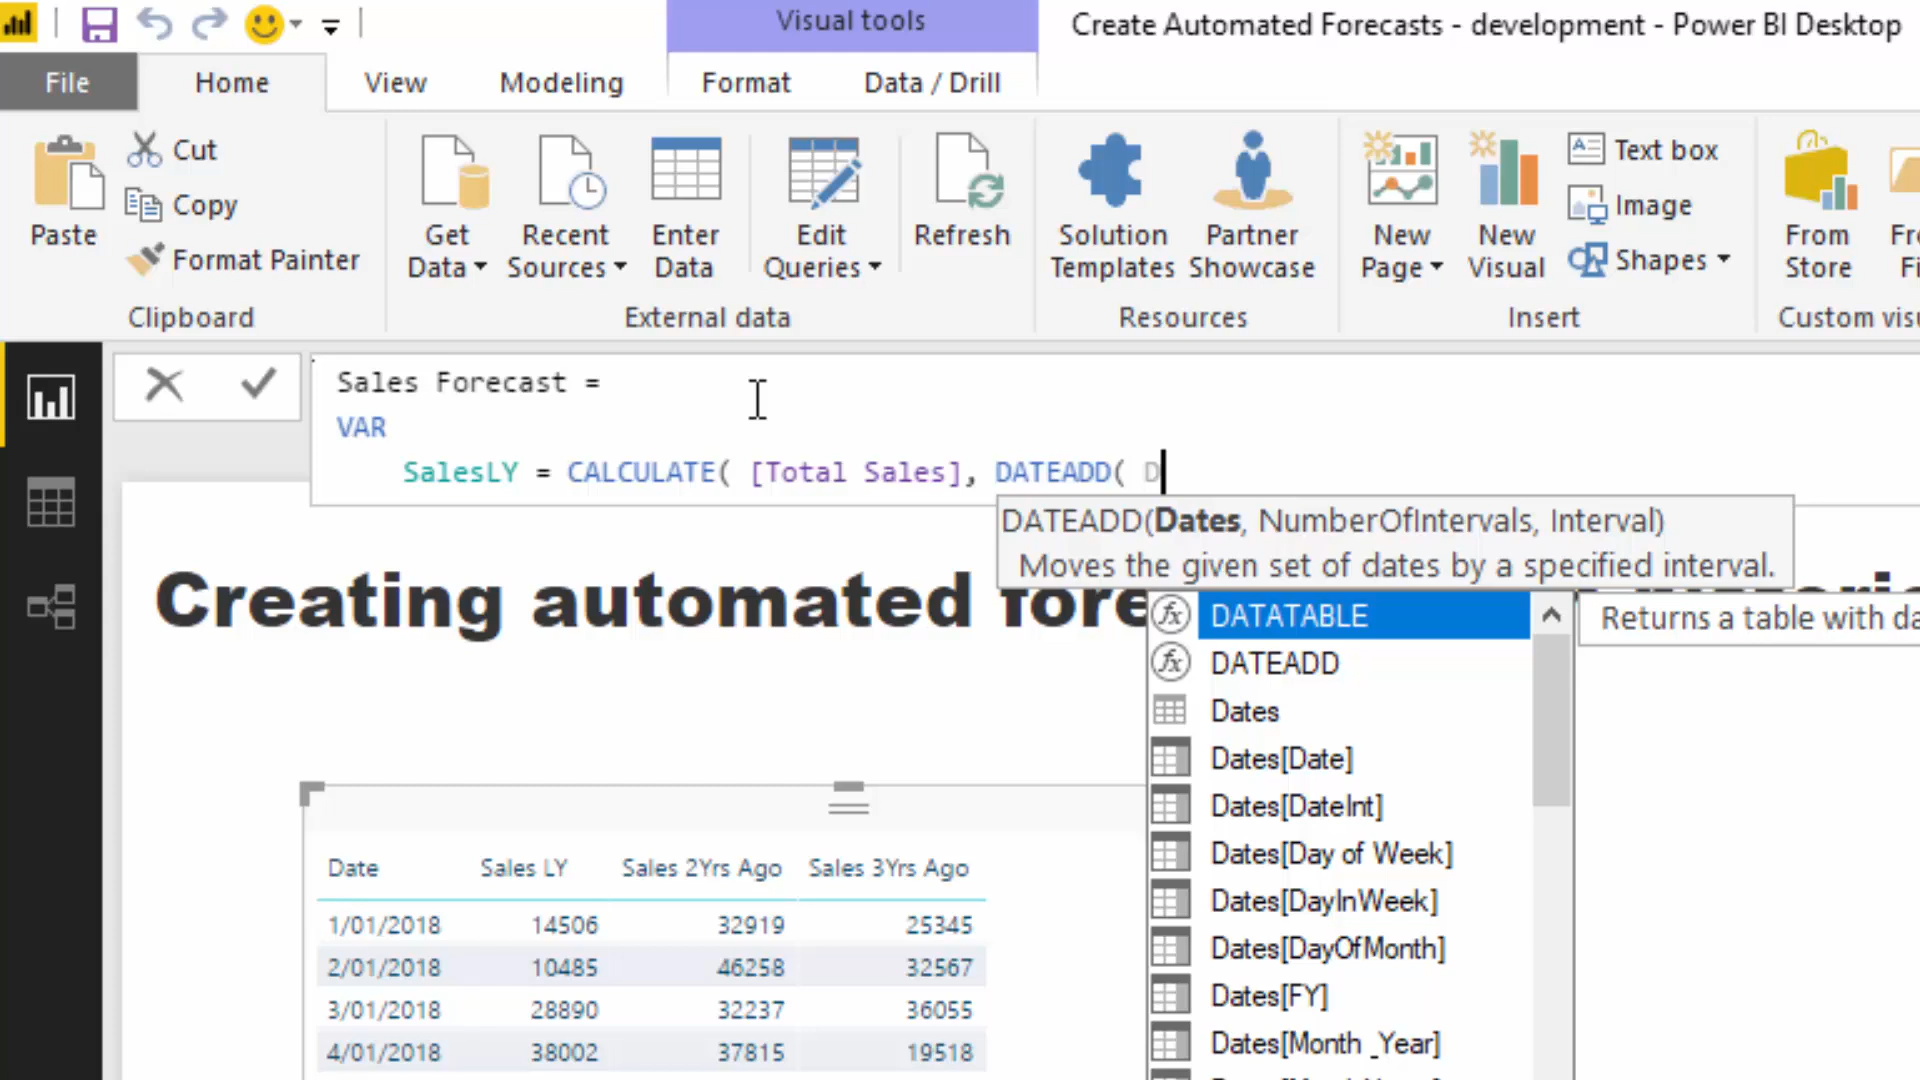 Visual tools
Create Automated Forecasts - development - Power BI Desktop
File Home View Modeling Format Data / Drill
Paste
Cut
Copy
Format Painter
Get Data
Recent Sources
Enter Data
Edit Queries
Refresh
Solution Templates
Partner Showcase
New Page
New Visual
Text box
Image
Shapes
From Store
Clipboard External data Resources Insert Custom
Sales Forecast =
VAR
SalesLY = CALCULATE( [Total Sales], DATEADD( D
DATEADD(Dates, NumberOfIntervals, Interval)
Moves the given set of dates by a specified interval.
Creating automated fore
DATATABLE
Returns a table with da
DATEADD
Dates
Dates[Date]
Dates[DateInt]
Dates[Day of Week]
Dates[DayInWeek]
Dates[DayOfMonth]
Dates[FY]
Dates[Month _Year]
Date Sales LY Sales 2Yrs Ago Sales 3Yrs Ago
1/01/2018 14506 32919 25345
2/01/2018 10485 46258 32567
3/01/2018 28890 32237 36055
4/01/2018 38002 37815 19518